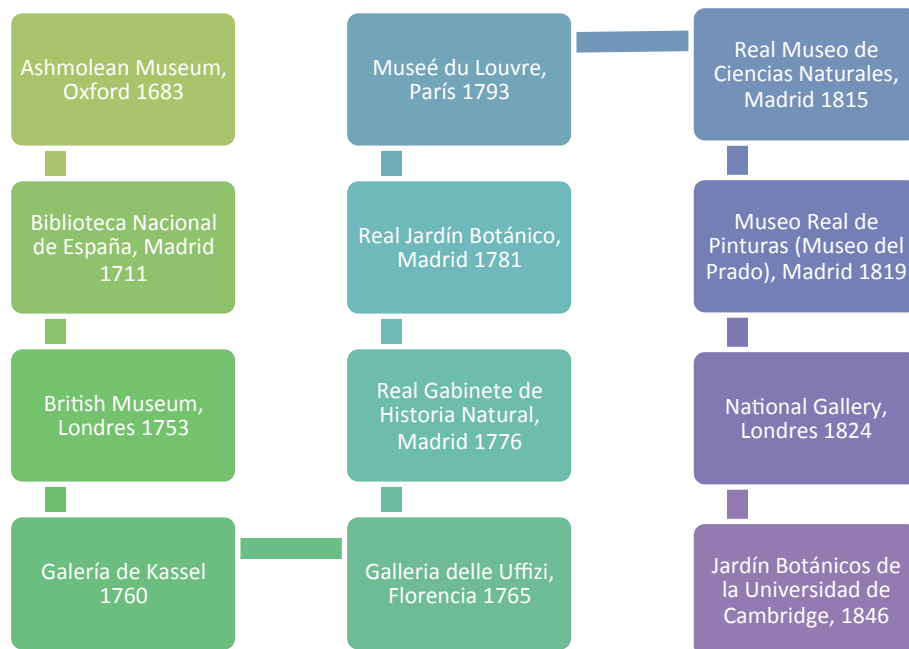 Ashmolean Museum,
Oxford 1683
Biblioteca Nacional
de España, Madrid
1711
British Museum,
Londres 1753
Galería de Kassel
1760
Galleria delle Uffizi,
Florencia 1765
Real Gabinete de
Historia Natural,
Madrid 1776
Real Jardín Botánico,
Madrid 1781
Museé du Louvre,
París 1793
Real Museo de
Ciencias Naturales,
Madrid 1815
Museo Real de
Pinturas (Museo del
Prado), Madrid 1819
National Gallery,
Londres 1824
Jardín Botánicos de
la Universidad de
Cambridge, 1846